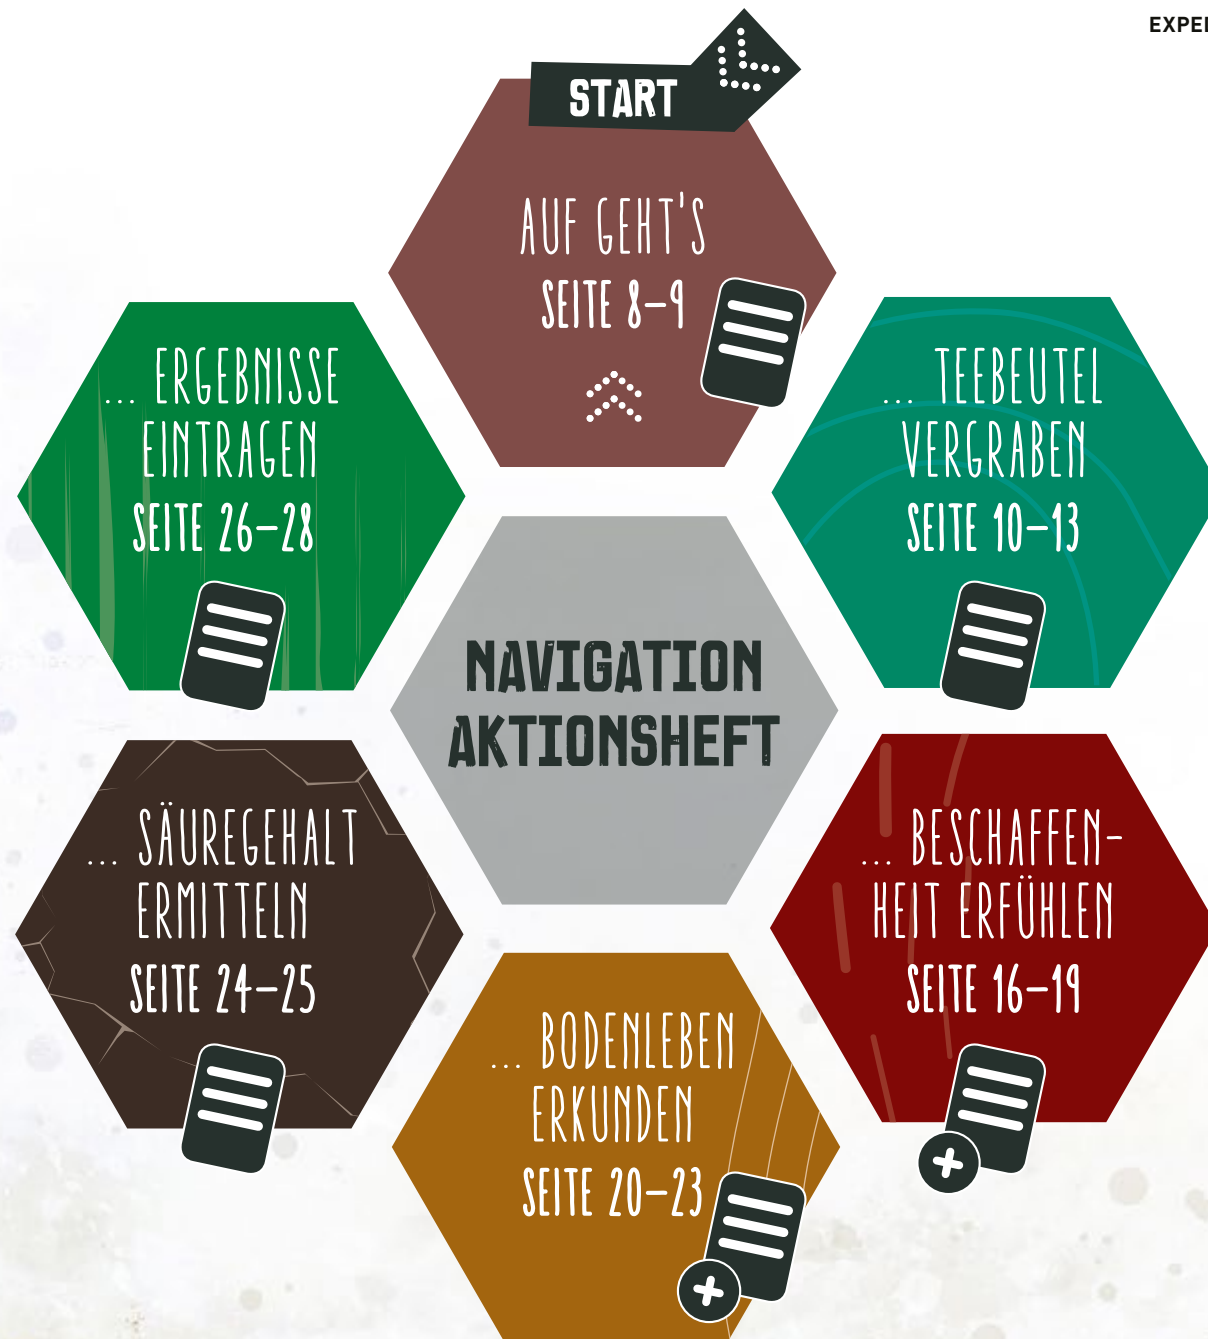 START
AUF GEHT'S
SEITE 8–9
... TEEBEUTEL
VERGRABEN
SEITE 10–13
... BESCHAFFEN-
HEIT ERFÜHLEN
SEITE 16–19
... BODENLEBEN
ERKUNDEN
SEITE 20–23
... SÄUREGEHALT
ERMITTELN
SEITE 24–25
... ERGEBNISSE
EINTRAGEN
SEITE 26–28
NAVIGATION
AKTIONSHEFT